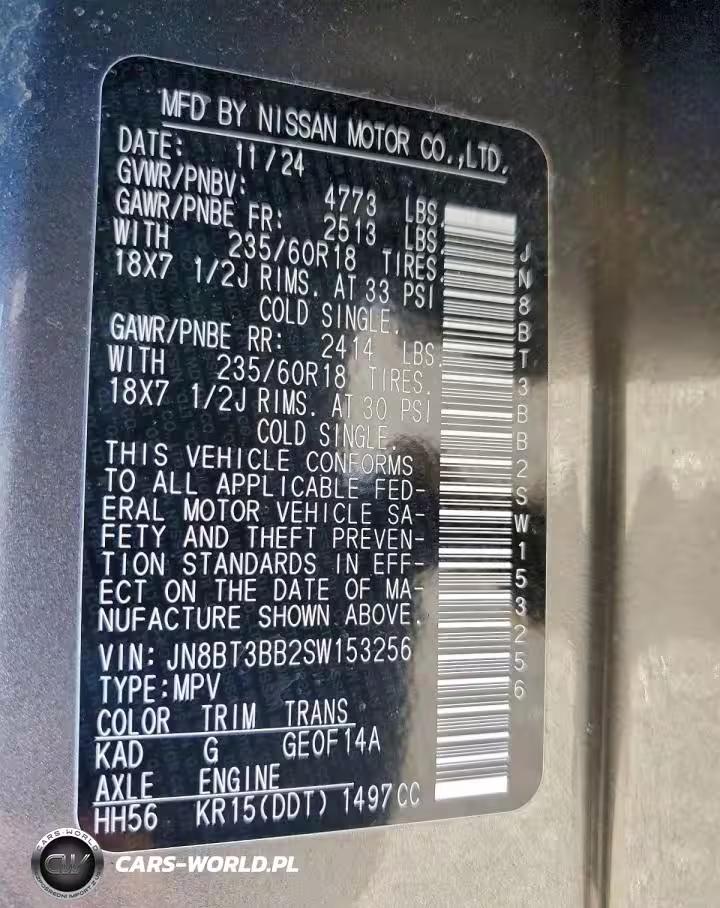 MFD BY NISSAN MOTOR CO.,LTD.
DATE: 11/24
GVWR/PNBV: 4773 LBS
GAWR/PNBE FR: 2513 LBS
WITH 235/60R18 TIRES,
18X7 1/2J RIMS. AT 33 PSI
COLD SINGLE.
GAWR/PNBE RR: 2414 LBS.
WITH 235/60R18 TIRES.
18X7 1/2J RIMS. AT 30 PSI
COLD SINGLE.
THIS VEHICLE CONFORMS
TO ALL APPLICABLE FED-
ERAL MOTOR VEHICLE SA-
FETY AND THEFT PREVEN-
TION STANDARDS IN EFF-
ECT ON THE DATE OF MA-
NUFACTURE SHOWN ABOVE.
VIN: JN8BT3BB2SW153256
TYPE:MPV
COLOR TRIM TRANS
KAD G GE0F14A
AXLE ENGINE
HH56 KR15(DDT) 1497CC
JN8BT3BB2SW153256
CARS-WORLD
CW
CARS-WORLD.PL